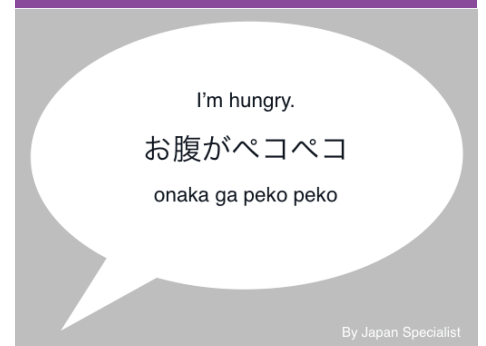 I'm hungry.
お腹がペコペコ
onaka ga peko peko
By Japan Specialist